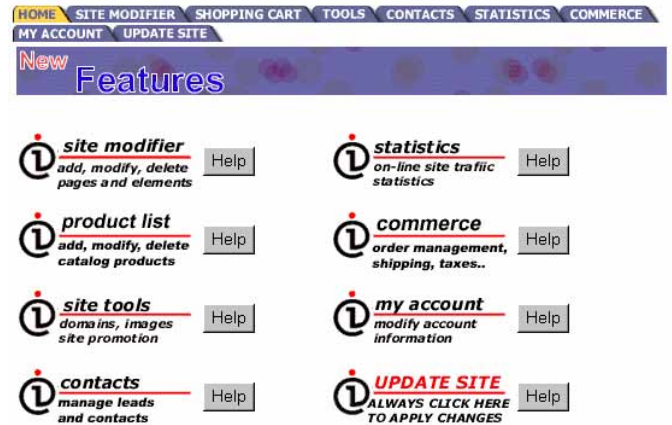 HOME SITE MODIFIER SHOPPING CART TOOLS CONTACTS STATISTICS COMMERCE
MY ACCOUNT UPDATE SITE
New
Features
site modifier
add, modify, delete
pages and elements
Help
statistics
on-line site trafiic
statistics
Help
product list
add, modify, delete
catalog products
Help
commerce
order management,
shipping, taxes..
Help
site tools
domains, images
site promotion
Help
my account
modify account
information
Help
contacts
manage leads
and contacts
Help
UPDATE SITE
ALWAYS CLICK HERE
TO APPLY CHANGES
Help